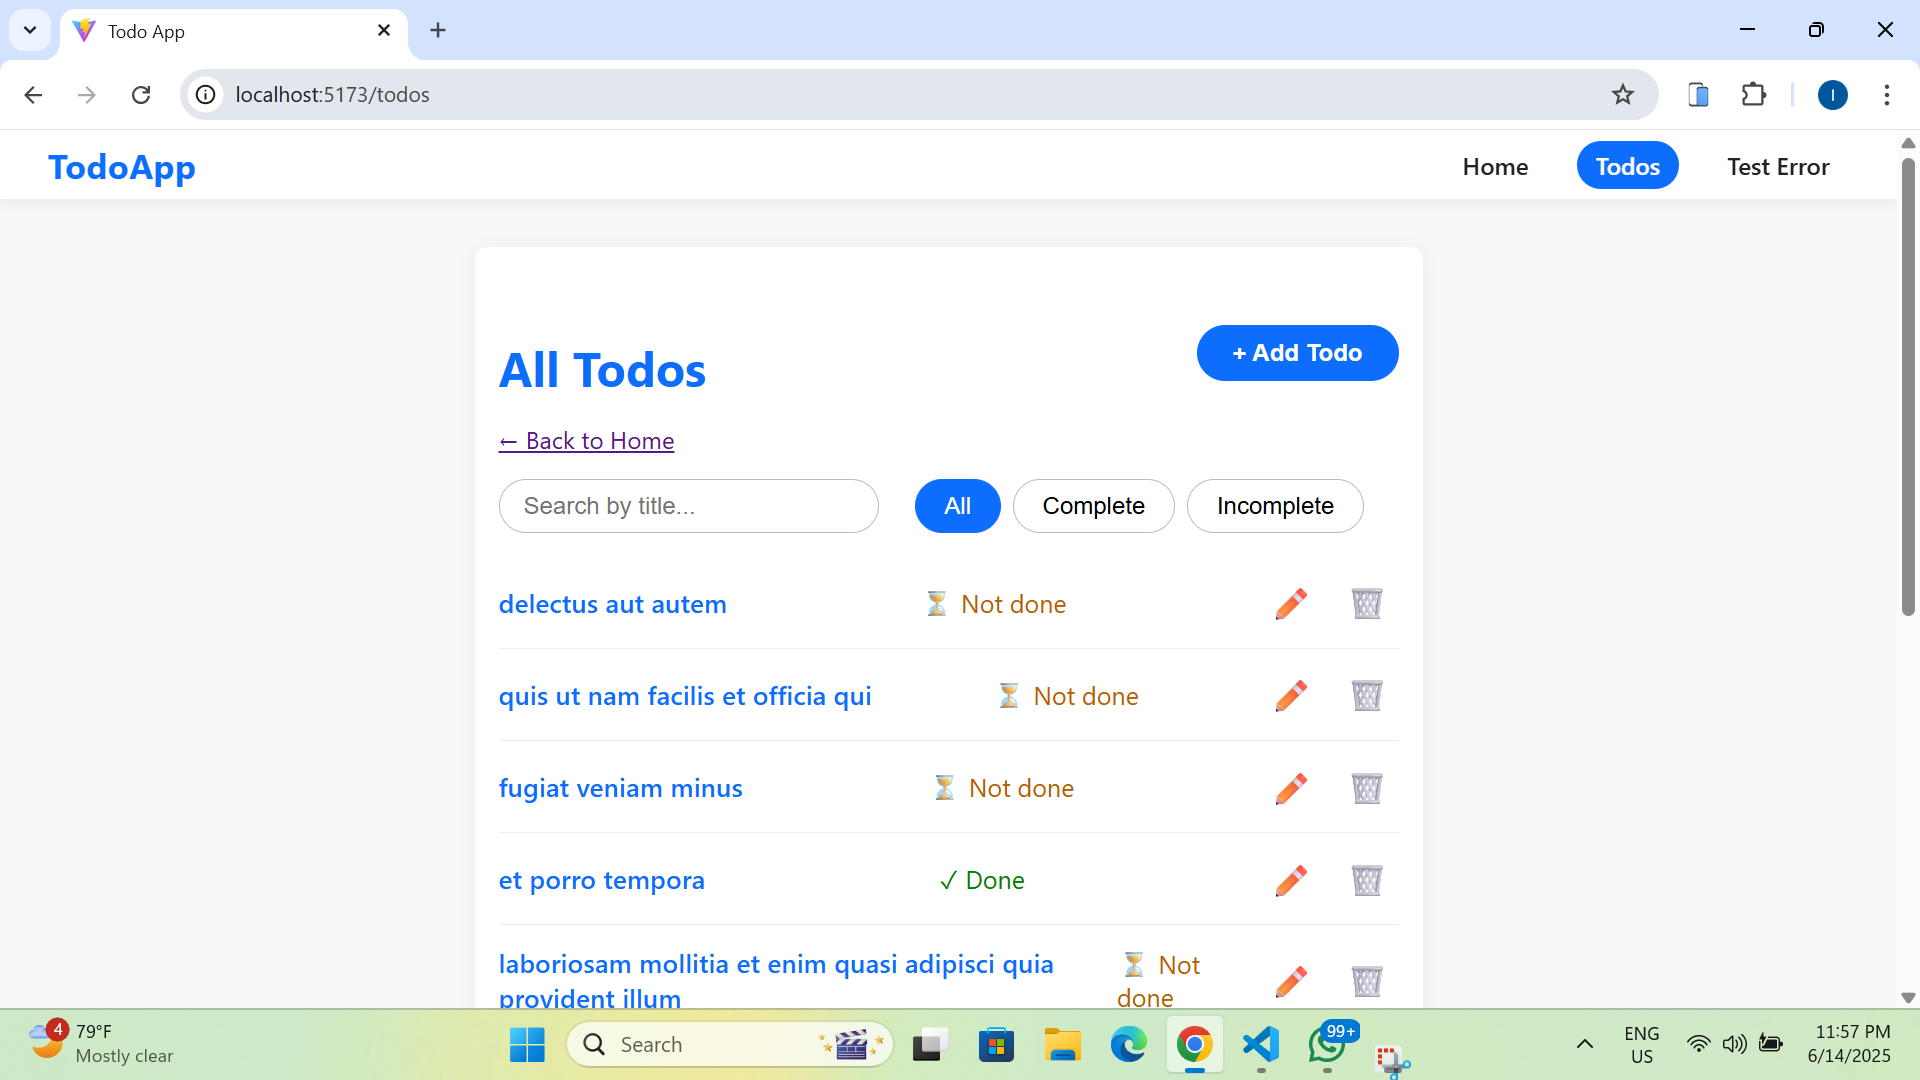 Todo App
localhost:5173/todos
I
TodoApp
Home
Todos
Test Error
All Todos
+ Add Todo
← Back to Home
Search by title...
All
Complete
Incomplete
delectus aut autem
⏳ Not done
quis ut nam facilis et officia qui
⏳ Not done
fugiat veniam minus
⏳ Not done
et porro tempora
✓ Done
laboriosam mollitia et enim quasi adipisci quia
provident illum
⏳ Not
done
4
79°F
Mostly clear
Search
99+
ENG
US
11:57 PM
6/14/2025